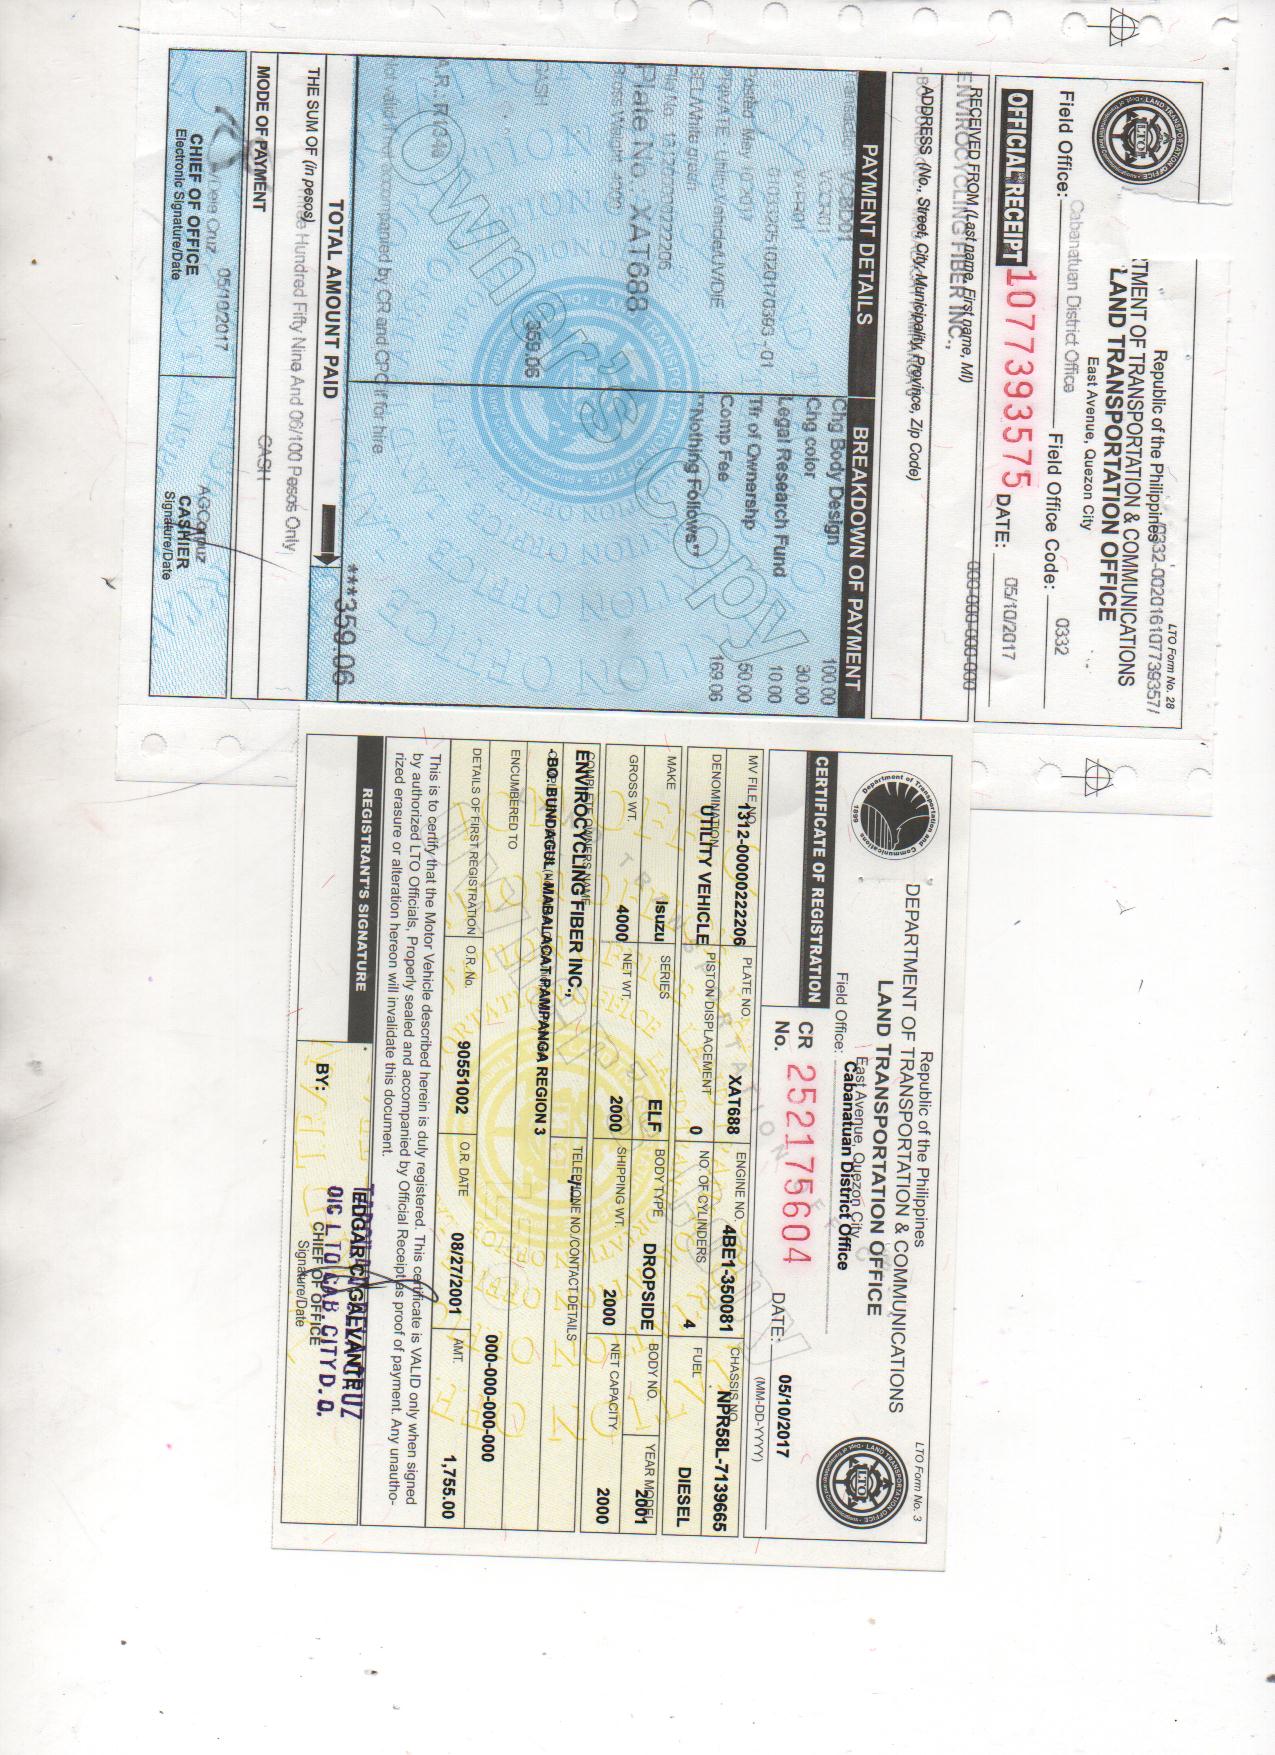 LTO Form No. 28
Republic of the Philippines 0332-002016107739357/
TMENT OF TRANSPORTATION & COMMUNICATIONS
LAND TRANSPORTATION OFFICE
East Avenue, Quezon City
Field Office: Cabanatuan District Office Field Office Code: 0332
OFFICIAL RECEIPT 1077393575 DATE: 05/10/2017
RECEIVED FROM (Last name, First name, MI) 000-000-000-000
ENVIROCYCLING FIBER INC.,
ADDRESS (No., Street, City, Municipality, Province, Zip Code)
PAYMENT DETAILS BREAKDOWN OF PAYMENT
Transaction VCBD01 Chg Body Design 100.00
VCCR01 Chg color 30.00
Legal Research Fund 10.00
0103320510201 70393 -01 Tfr of Ownershp 50.00
Posted May 10 2017 Comp Fee 169.06
PRIVATE : Utility Vehicle/UV/DIE **Nothing Follows**
SEL/White green
File No. 131200000222206
Plate No.: XAT688
Gross Weight 4000
CASH 359.06
A.R.: R134a
Not valid if not accompanied by CR and CPC if for hire
Owner's copy
TOTAL AMOUNT PAID ***359.06
THE SUM OF (in pesos) Three Hundred Fifty Nine And 06/100 Pesos Only
MODE OF PAYMENT CASH
Dela Cruz 05/10/2017 AGCorpuz
CHIEF OF OFFICE CASHIER
Electronic Signature/Date Signature/Date
LTO Form No. 3
Republic of the Philippines
DEPARTMENT OF TRANSPORTATION & COMMUNICATIONS
LAND TRANSPORTATION OFFICE
East Avenue, Quezon City
Field Office: Cabanatuan District Office
CERTIFICATE OF REGISTRATION CR No. 252175604 DATE: 05/10/2017
(MM-DD-YYYY)
MV FILE NO. 1312-00000222206 PLATE NO. XAT688 ENGINE NO. 4BE1-350081 CHASSIS NO. NPR58L-7139665
DENOMINATION UTILITY VEHICLE PISTON DISPLACEMENT 0 NO. OF CYLINDERS 4 FUEL DIESEL
MAKE Isuzu SERIES ELF BODY TYPE DROPSIDE BODY NO. YEAR MODEL 2001
GROSS WT. 4000 NET WT. 2000 SHIPPING WT. 2000 NET CAPACITY 2000
COMPLETE OWNERS NAME TELEPHONE NO./CONTACT DETAILS
ENVIROCYCLING FIBER INC.,
- BO. BUNDAGUL - MABALACAT PAMPANGA REGION 3
ENCUMBERED TO 000-000-000-000
DETAILS OF FIRST REGISTRATION O.R. No. 90551002 O.R. DATE 08/27/2001 AMT. 1,755.00
This is to certify that the Motor Vehicle described herein is duly registered. This certificate is VALID only when signed
by authorized LTO Officials, Properly sealed and accompanied by Official Receipt as proof of payment. Any unautho-
rized erasure or alteration hereon will invalidate this document.
REGISTRANT'S SIGNATURE
BY: EDGAR C. GALVANTE
DELA CRUZ
OIC LTO CAB. CITY D.O.
CHIEF OF OFFICE
Signature/Date